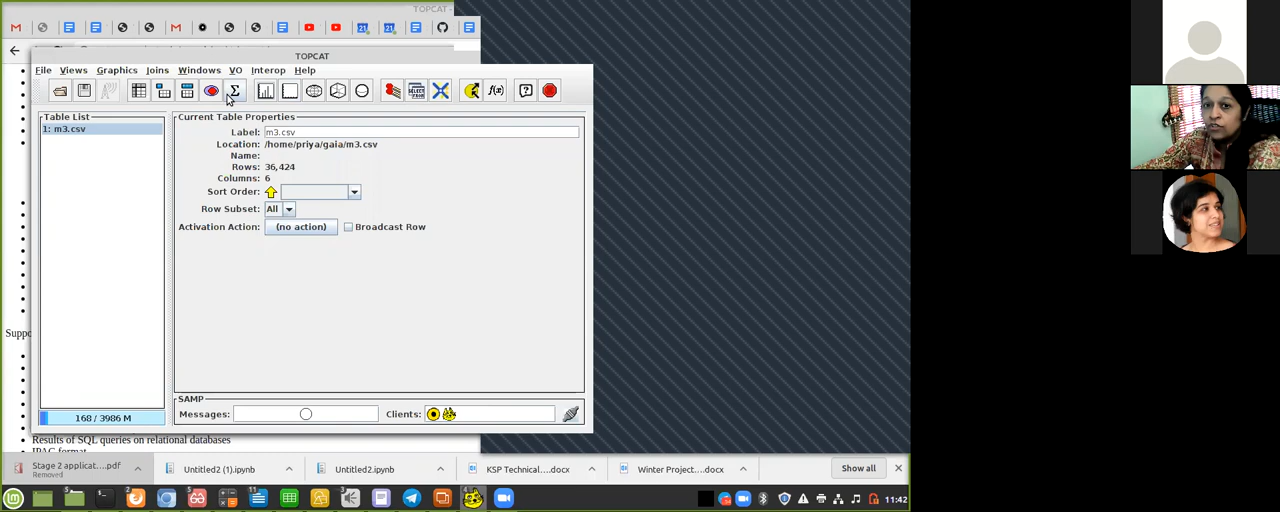 TOPCAT
TOPCAT
File Views Graphics Joins Windows VO Interop Help
Table List
1: m3.csv
Current Table Properties
Label: m3.csv
Location: /home/priya/gaia/m3.csv
Name:
Rows: 36,424
Columns: 6
Sort Order:
Row Subset: All
Activation Action: (no action) Broadcast Row
Suppo
168 / 3986 M
SAMP
Messages: Clients:
Results of SQL queries on relational databases
IPAC format
Stage 2 applicat....pdf
Removed
Untitled2 (1).ipynb
Untitled2.ipynb
KSP Technical....docx
Winter Project....docx
Show all
11:42